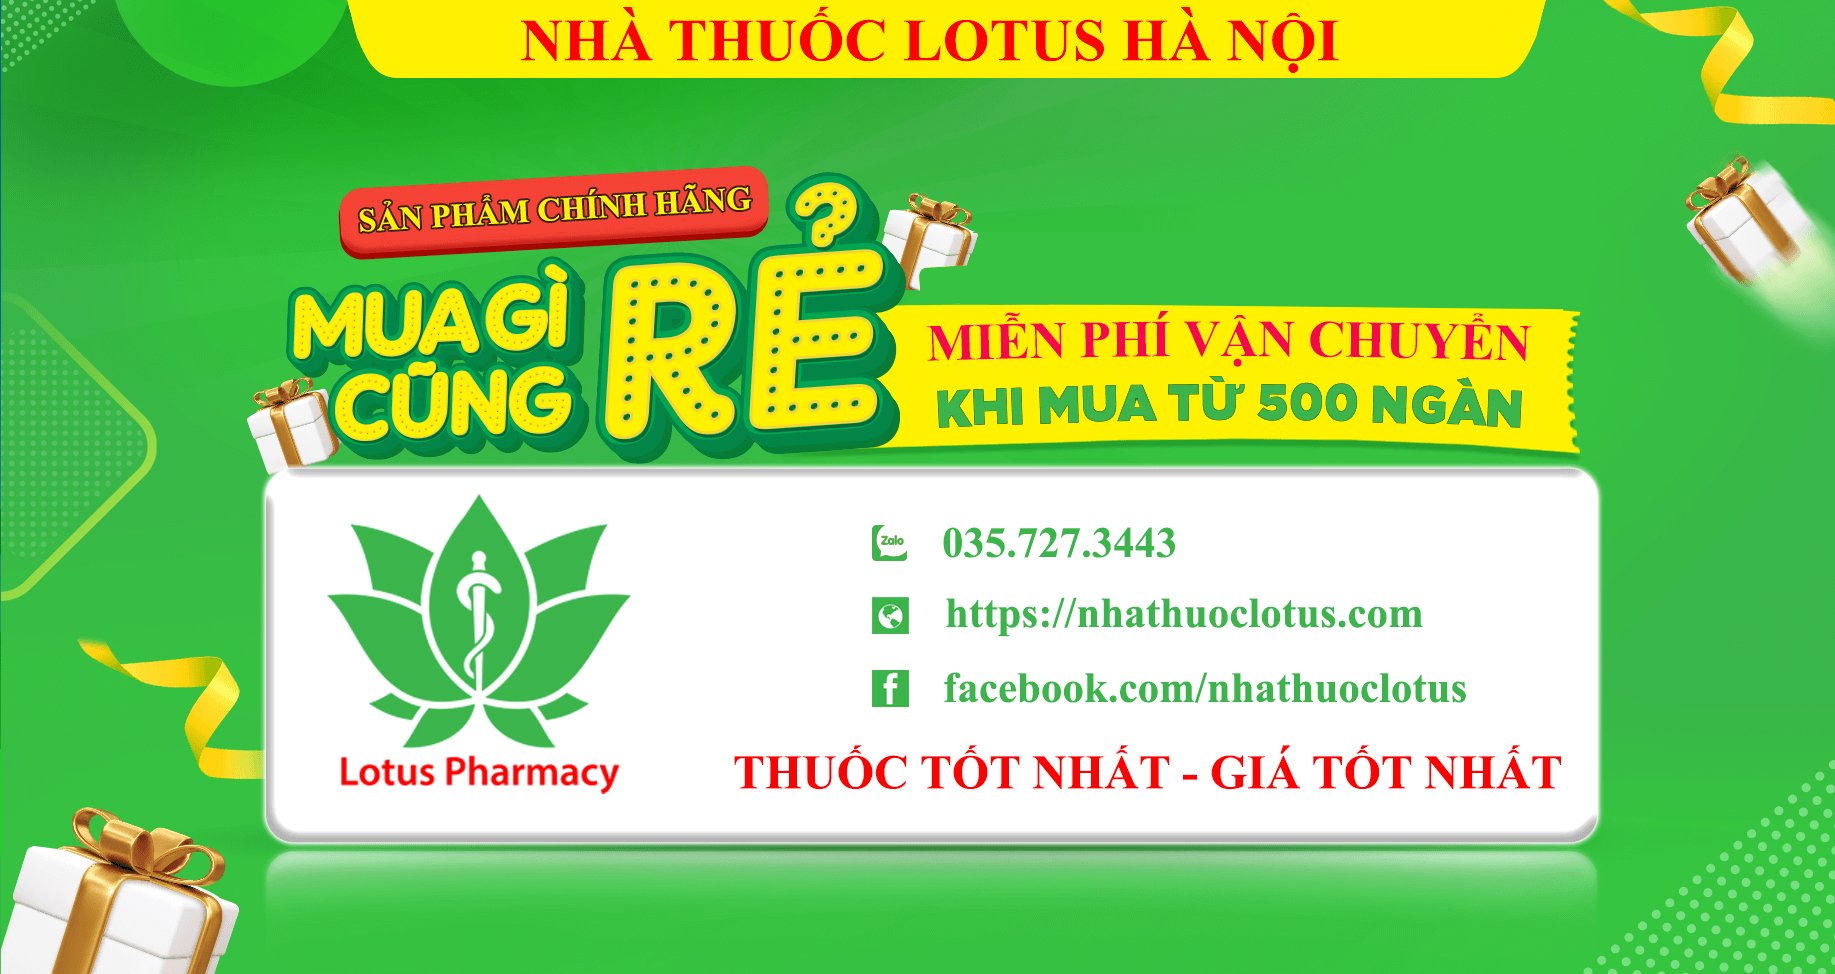 NHÀ THUỐC LOTUS HÀ NỘI
SẢN PHẨM CHÍNH HÃNG
MUA GÌ
CŨNG
RẺ
MIỄN PHÍ VẬN CHUYỂN
KHI MUA TỪ 500 NGÀN
Zalo
035.727.3443
https://nhathuoclotus.com
f
facebook.com/nhathuoclotus
Lotus Pharmacy
THUỐC TỐT NHẤT - GIÁ TỐT NHẤT